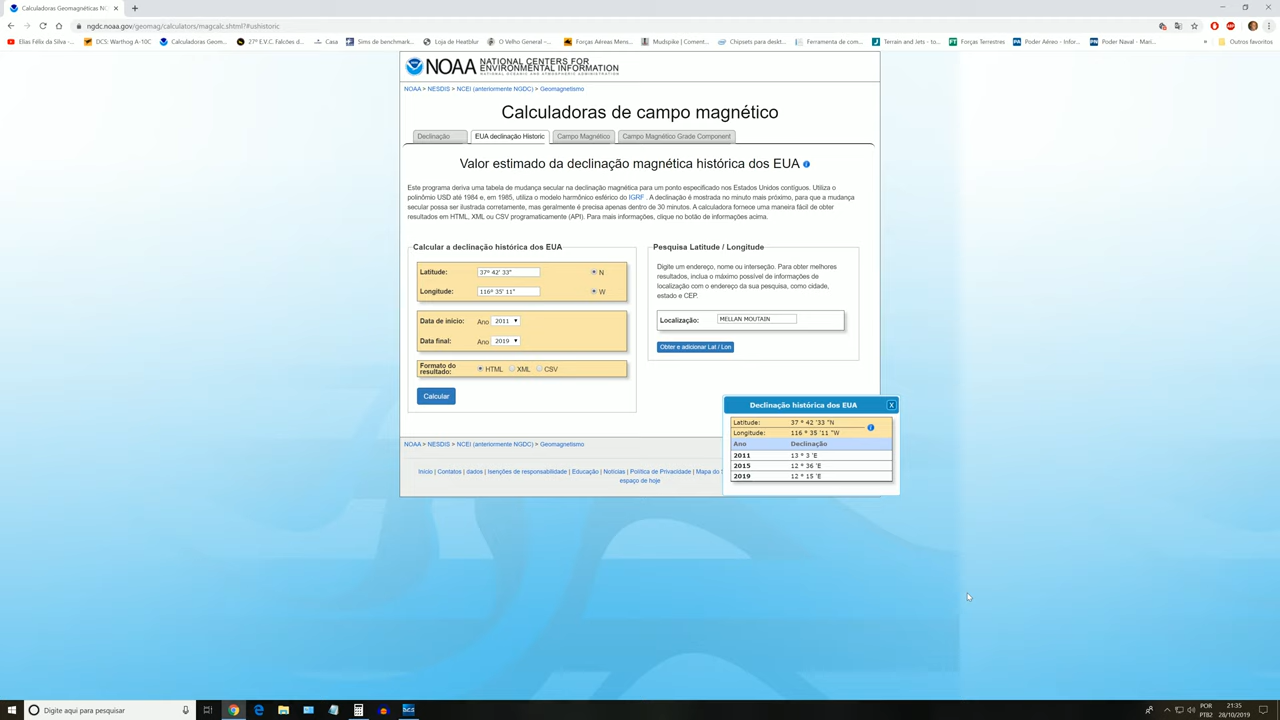 Calculadoras Geomagnéticas NC
ngdc.noaa.gov/geomag/calculators/magcalc.shtml?#ushistoric
Elias Félix da Silva -...
DCS: Warthog A-10C
Calculadoras Geom...
27º E.V.C. Falcões d...
Casa
Sims de benchmark...
Loja de Heatblur
O Velho General -...
Forças Aéreas Mens...
Mudspike | Coment...
Chipsets para deskt...
Ferramenta de com...
Terrain and Jets - to...
Forças Terrestres
Poder Aéreo - Infor...
Poder Naval - Mari...
»
Outros favoritos
NOAA
NATIONAL CENTERS FOR
ENVIRONMENTAL INFORMATION
NATIONAL OCEANIC AND ATMOSPHERIC ADMINISTRATION
NOAA > NESDIS > NCEI (anteriormente NGDC) > Geomagnetismo
Calculadoras de campo magnético
Declinação
EUA declinação Historic
Campo Magnético
Campo Magnético Grade Component
Valor estimado da declinação magnética histórica dos EUA
Este programa deriva uma tabela de mudança secular na declinação magnética para um ponto especificado nos Estados Unidos contíguos. Utiliza o
polinômio USD até 1984 e, em 1985, utiliza o modelo harmônico esférico do IGRF . A declinação é mostrada no minuto mais próximo, para que a mudança
secular possa ser ilustrada corretamente, mas geralmente é precisa apenas dentro de 30 minutos. A calculadora fornece uma maneira fácil de obter
resultados em HTML, XML ou CSV programaticamente (API). Para mais informações, clique no botão de informações acima.
Calcular a declinação histórica dos EUA
Latitude: 37º 42' 33" N
Longitude: 116º 35' 11" W
Data de início: Ano 2011
Data final: Ano 2019
Formato do
resultado: HTML XML CSV
Calcular
Pesquisa Latitude / Longitude
Digite um endereço, nome ou interseção. Para obter melhores
resultados, inclua o máximo possível de informações de
localização com o endereço da sua pesquisa, como cidade,
estado e CEP.
Localização: MELLAN MOUTAIN
Obter e adicionar Lat / Lon
Declinação histórica dos EUA X
Latitude: 37 º 42 '33 "N
Longitude: 116 º 35 '11 "W
Ano Declinação
2011 13 º 3 'E
2015 12 º 36 'E
2019 12 º 15 'E
NOAA > NESDIS > NCEI (anteriormente NGDC) > Geomagnetismo
Início | Contatos | dados | Isenções de responsabilidade | Educação | Notícias | Política de Privacidade | Mapa do
espaço de hoje
Digite aqui para pesquisar
DCS
POR
PTB2
21:35
28/10/2019